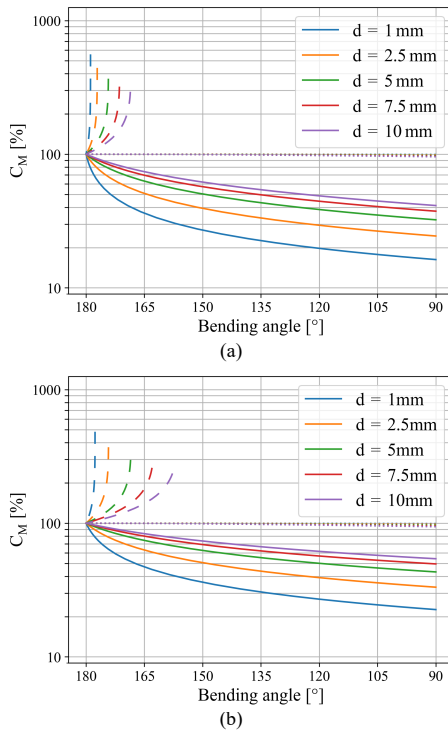 1000
100
10
C_M [%]
d = 1 mm
d = 2.5 mm
d = 5 mm
d = 7.5 mm
d = 10 mm
180 165 150 135 120 105 90
Bending angle [°]
(a)
1000
100
10
C_M [%]
d = 1mm
d = 2.5mm
d = 5mm
d = 7.5mm
d = 10mm
180 165 150 135 120 105 90
Bending angle [°]
(b)